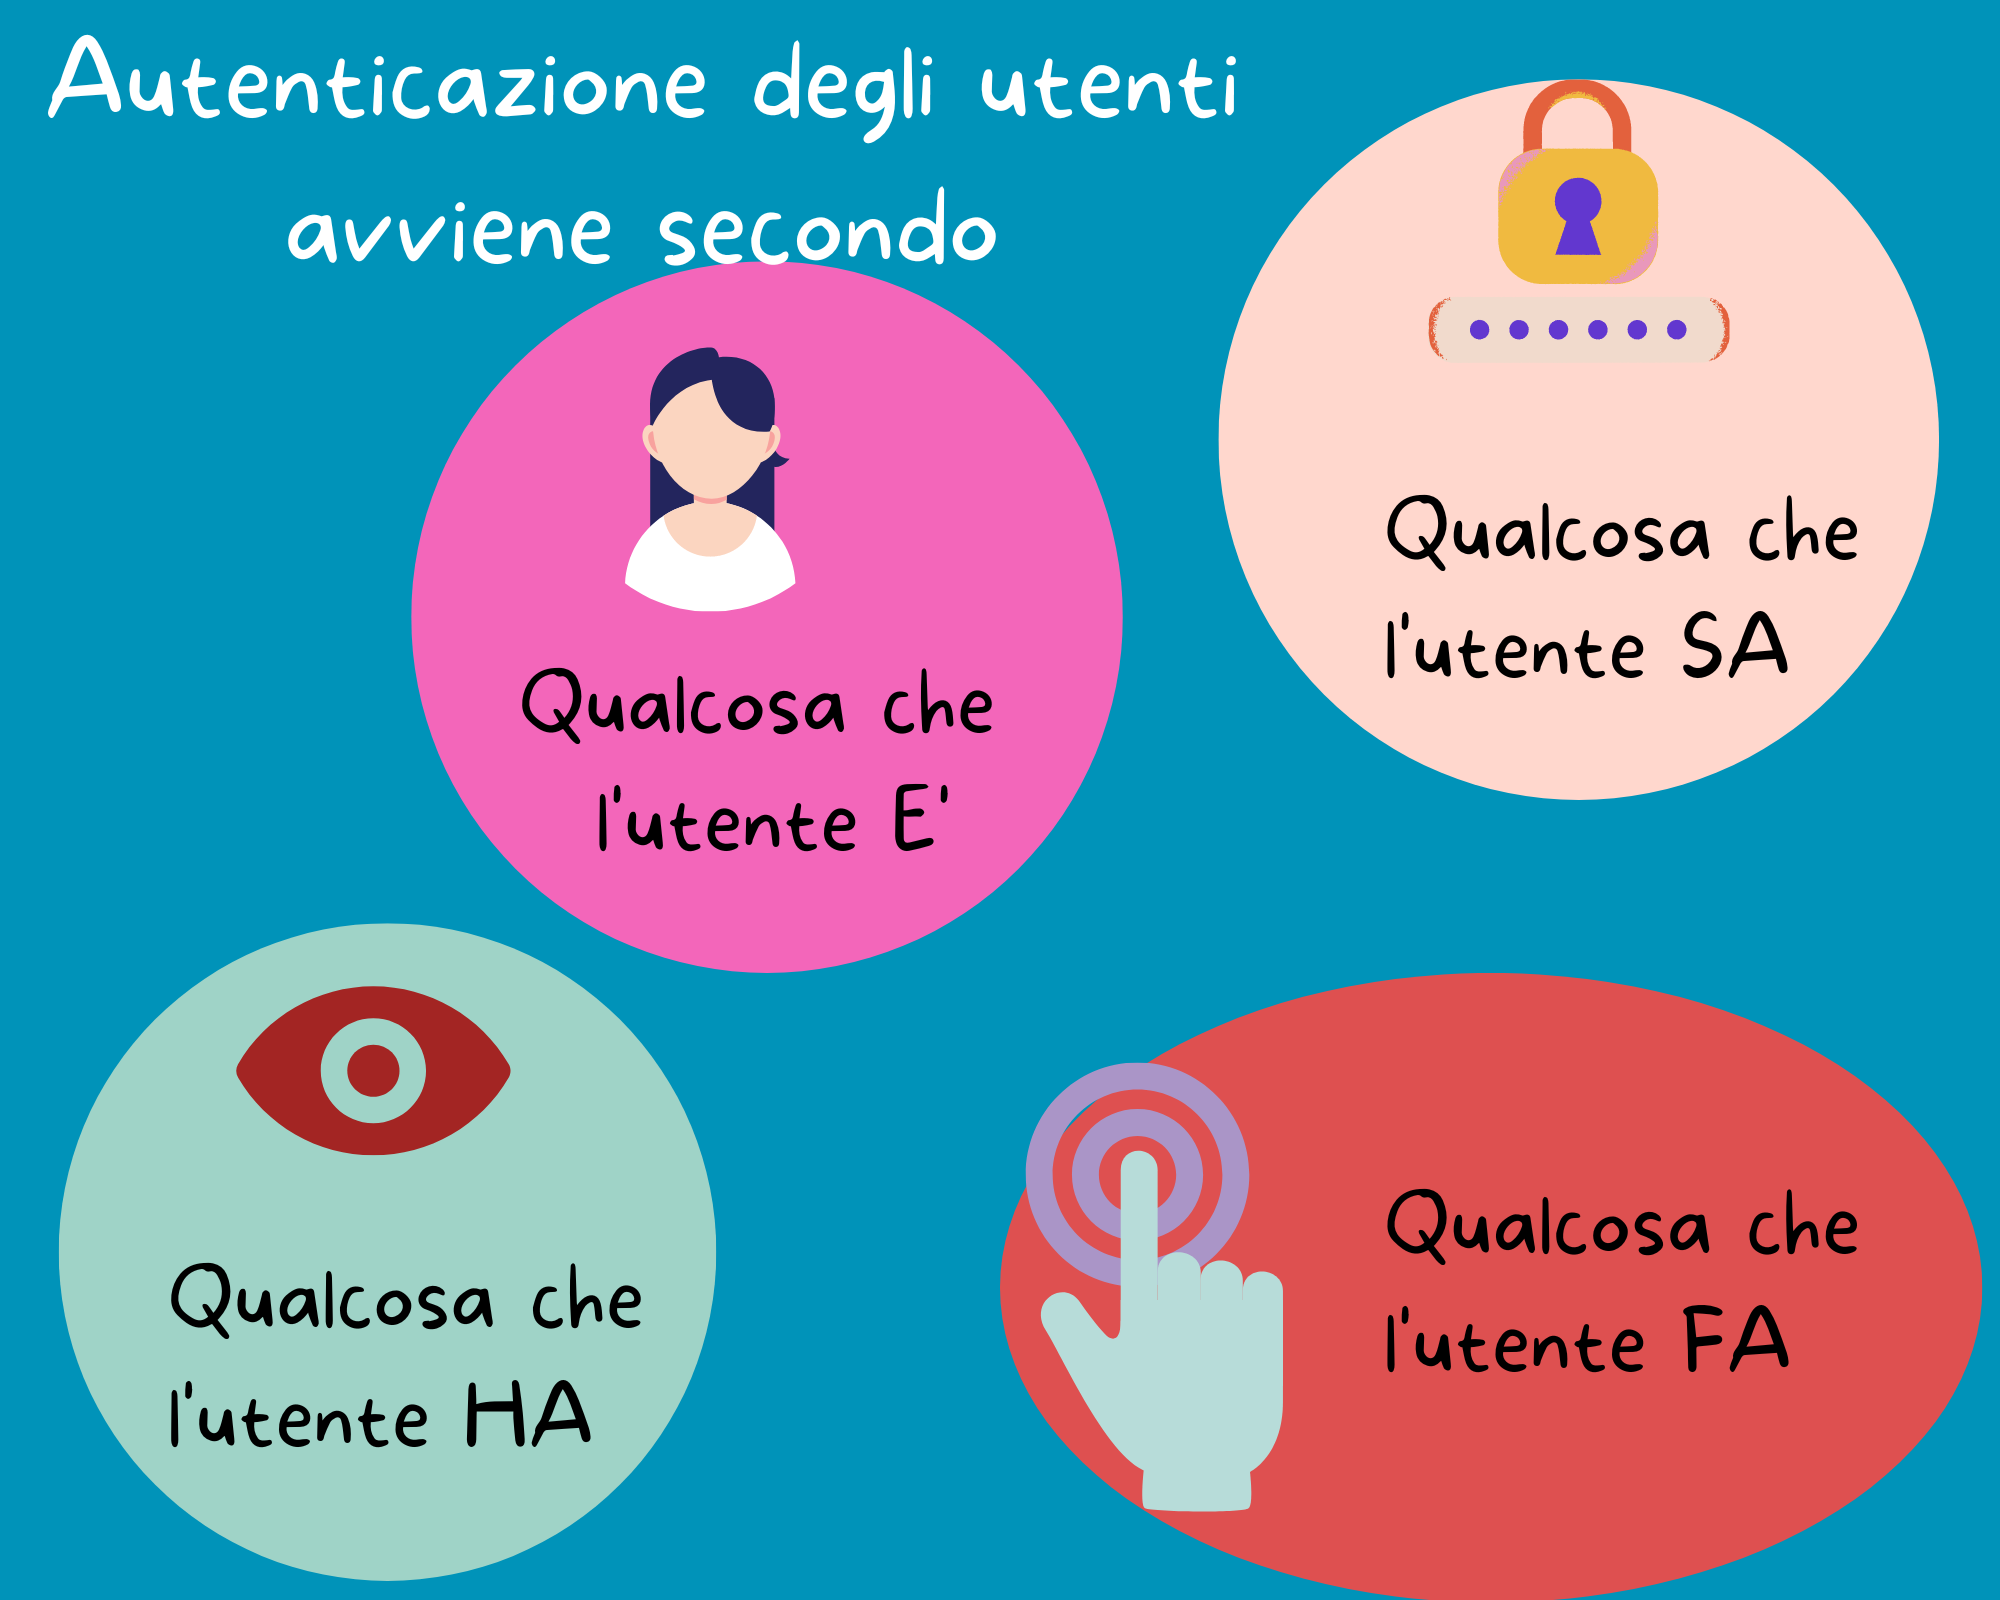 Autenticazione degli utenti
avviene secondo
Qualcosa che
l'utente E'
Qualcosa che
l'utente SA
Qualcosa che
l'utente HA
Qualcosa che
l'utente FA